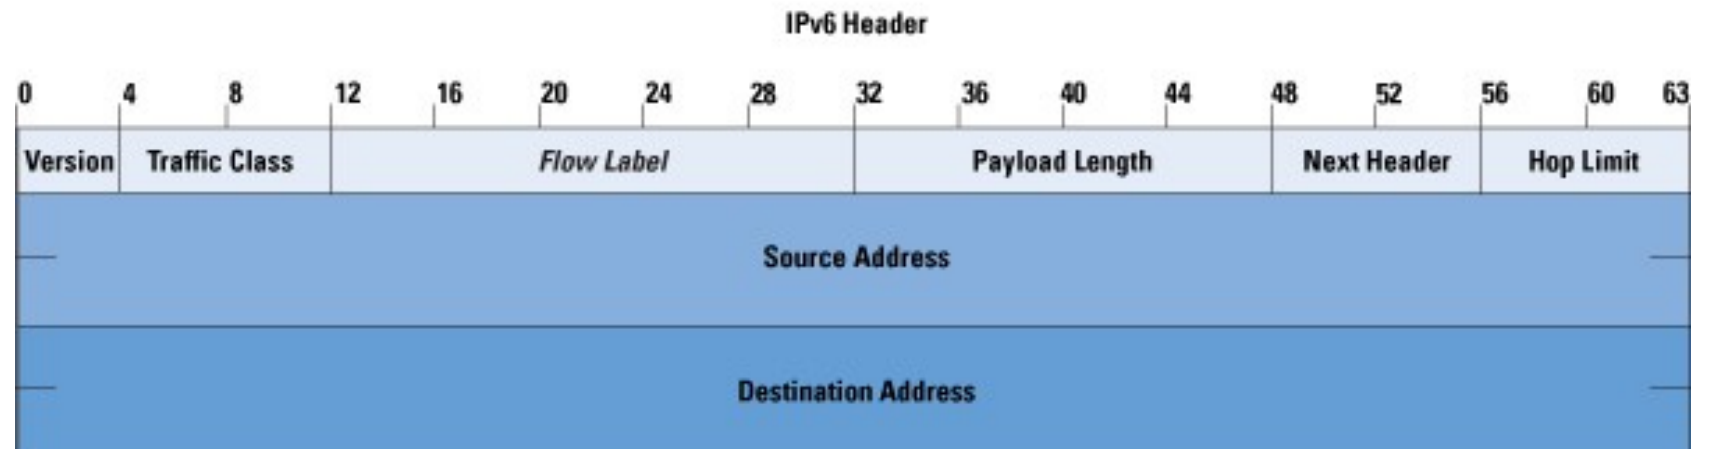 IPv6 Header
0 4 8 12 16 20 24 28 32 36 40 44 48 52 56 60 63
Version Traffic Class Flow Label Payload Length Next Header Hop Limit
Source Address
Destination Address